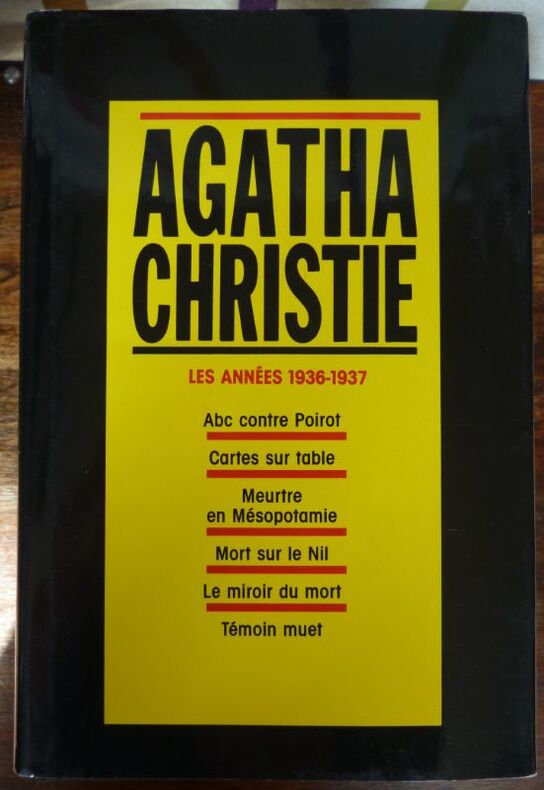 AGATHA
CHRISTIE
LES ANNÉES 1936-1937
Abc contre Poirot
Cartes sur table
Meurtre
en Mésopotamie
Mort sur le Nil
Le miroir du mort
Témoin muet